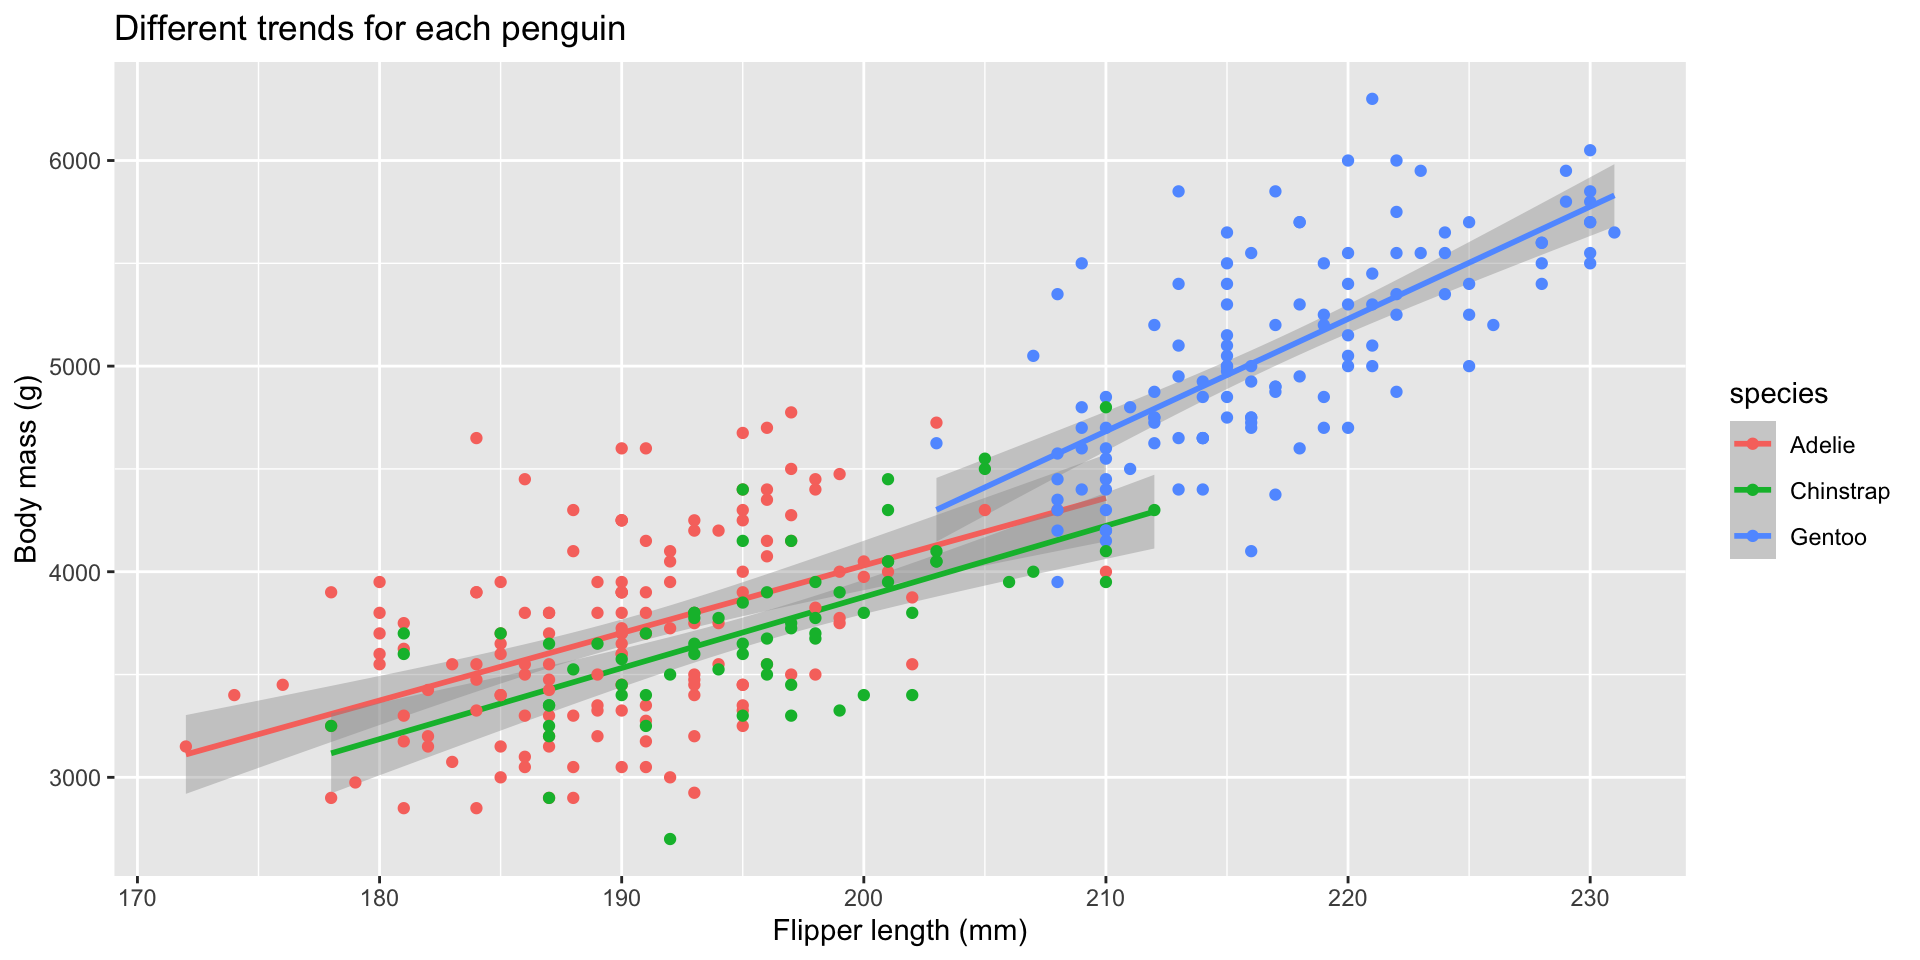 Different trends for each penguin
Body mass (g)
6000
5000
4000
3000
170 180 190 200 210 220 230
Flipper length (mm)
species
Adelie
Chinstrap
Gentoo